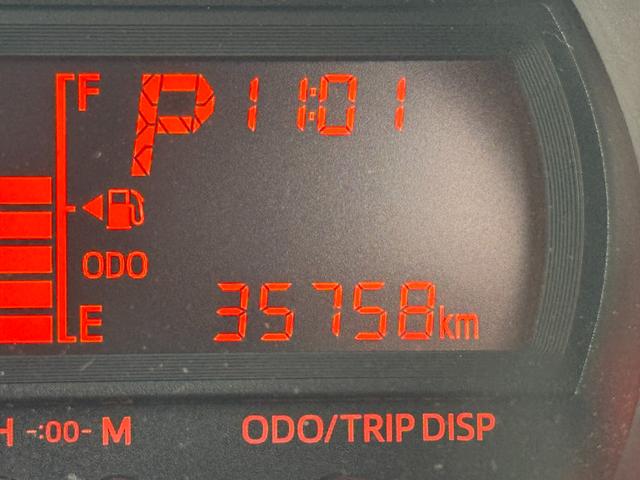 F P 11:01
ODO
E 35758km
H -:00- M ODO/TRIP DISP